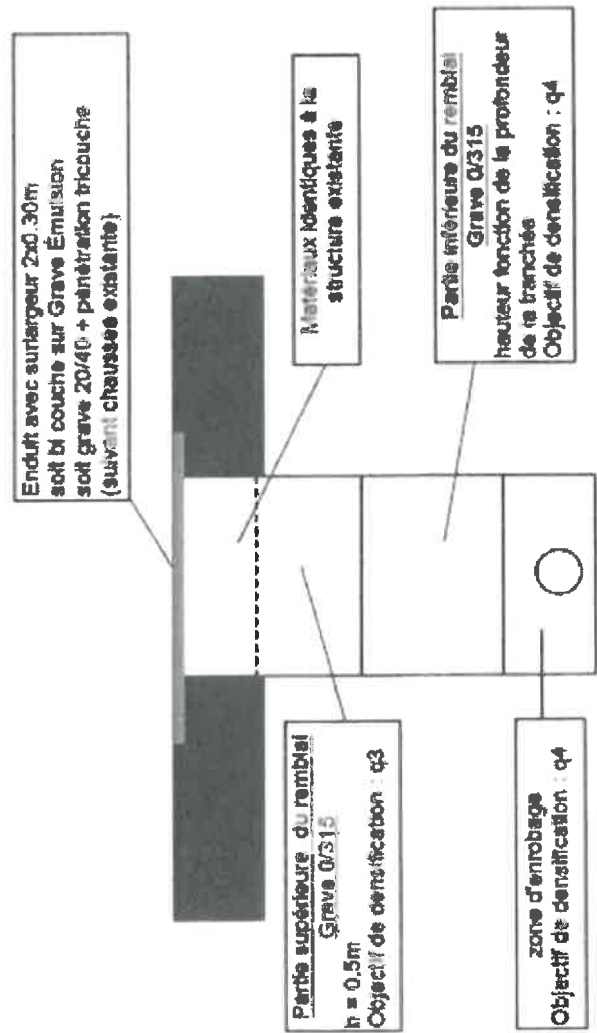 Enduit avec surlargeur 2x0.30m
soit bi couche sur Grave Émulsion
soit grave 20/40 + pénétration tricouche
(suivant chaussée existante)
Matériaux identiques à la
structure existante
Partie supérieure du remblai
Grave 0/315
h = 0.5m
Objectif de densification : q3
Partie inférieure du remblai
Grave 0/315
hauteur fonction de la profondeur
de la tranchée
Objectif de densification : q4
zone d'enrobage
Objectif de densification : q4